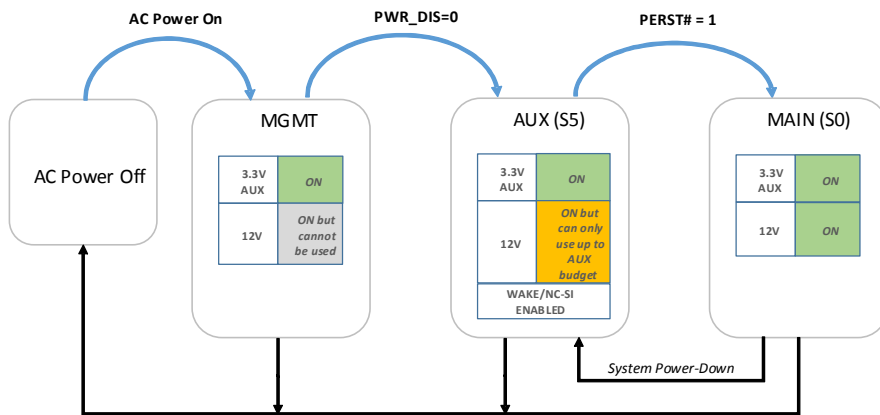 AC Power On
PWR_DIS=0
PERST# = 1
AC Power Off
MGMT
3.3V
AUX
ON
12V
ON but
cannot
be used
AUX (S5)
3.3V
AUX
ON
12V
ON but
can only
use up to
AUX
budget
WAKE/NC-SI
ENABLED
MAIN (S0)
3.3V
AUX
ON
12V
ON
System Power-Down